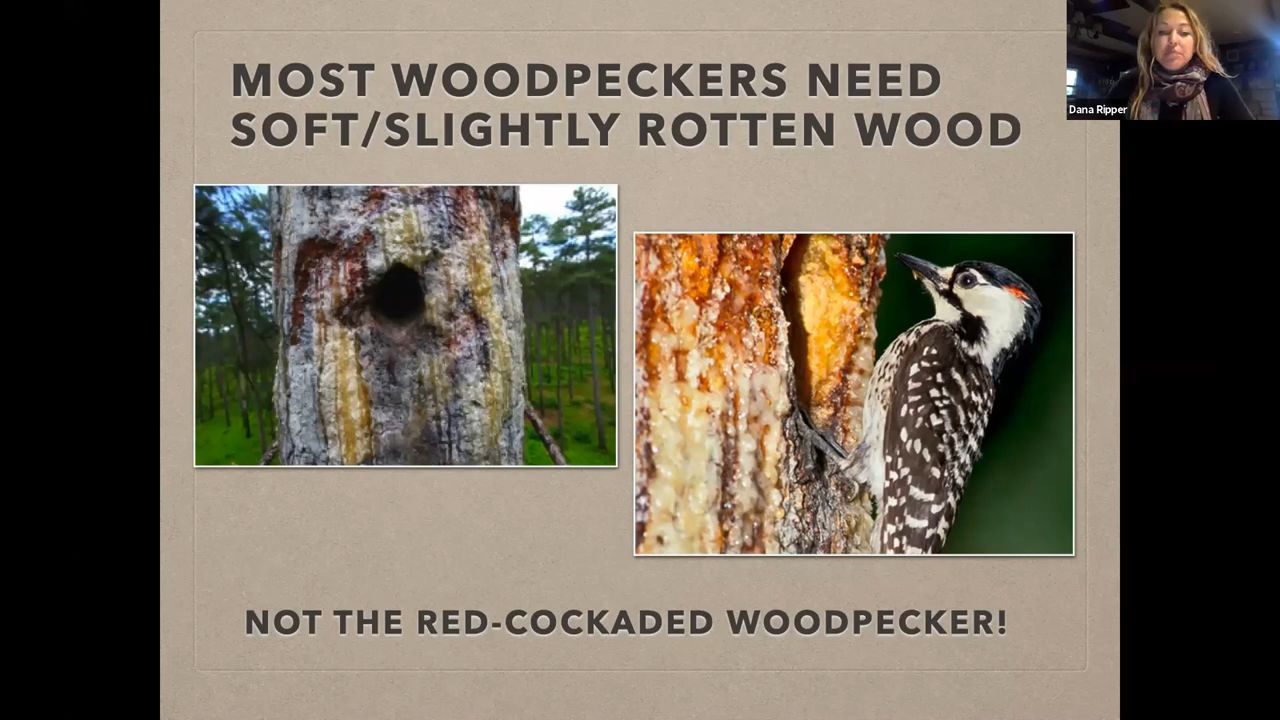 MOST WOODPECKERS NEED
SOFT/SLIGHTLY ROTTEN WOOD
Dana Ripper
NOT THE RED-COCKADED WOODPECKER!